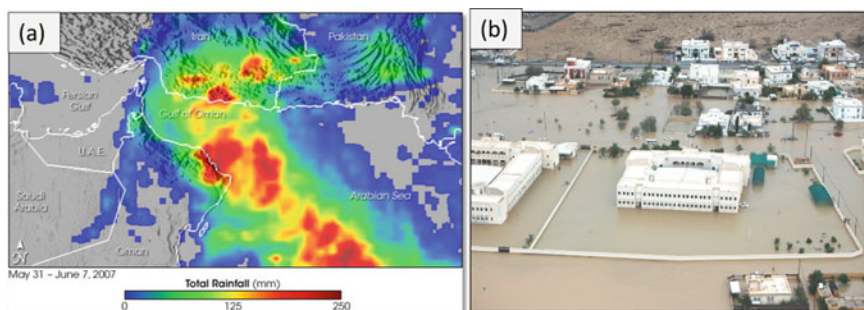 (a)
Iran
Pakistan
Persian
Gulf
Gulf of Oman
U.A.E.
Saudi
Arabia
Arabian Sea
Oman
N
May 31 – June 7, 2007
Total Rainfall (mm)
0 125 250
(b)